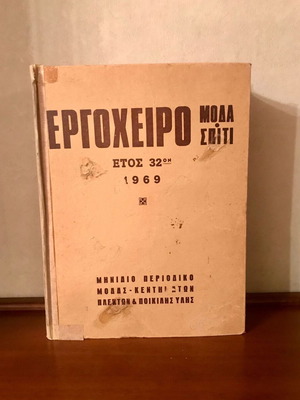 ΕΡΓΟΧΕΙΡΟ ΜΟΔΑ ΣΠΙΤΙ
ΕΤΟΣ 32ον
1969
ΜΗΝΙΑΙΟ ΠΕΡΙΟΔΙΚΟ
ΜΟΔΑΣ-ΚΕΝΤΗΜΑΤΩΝ
ΠΛΕΚΤΩΝ & ΠΟΙΚΙΛΗΣ ΥΛΗΣ